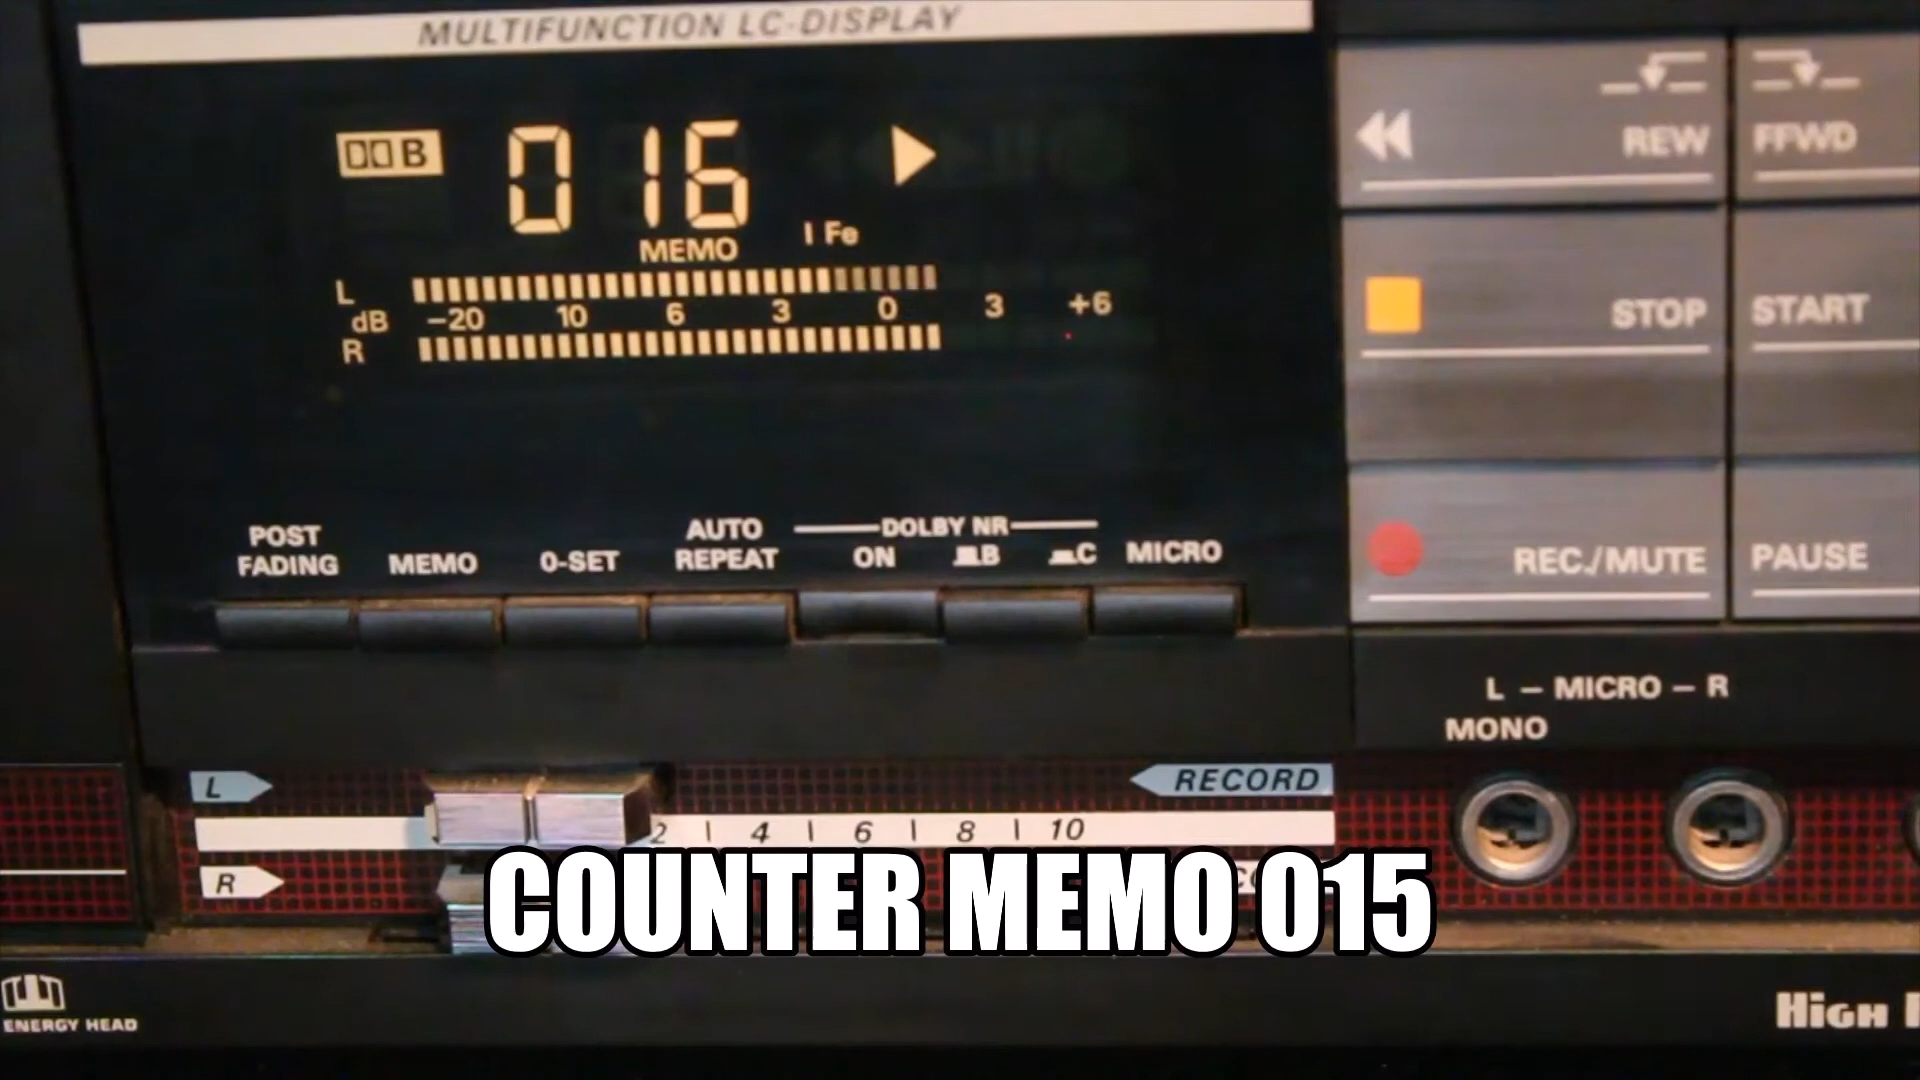 MULTIFUNCTION LC-DISPLAY
B 016
MEMO
I Fe
L
dB -20 10 6 3 0 3 +6
R
REW
FFWD
STOP
START
REC./MUTE
PAUSE
POST FADING
MEMO
0-SET
AUTO REPEAT
DOLBY NR
ON B C
MICRO
L - MICRO - R
MONO
L
RECORD
2 4 6 8 10
R
COUNTER MEMO 015
ENERGY HEAD
HIGH